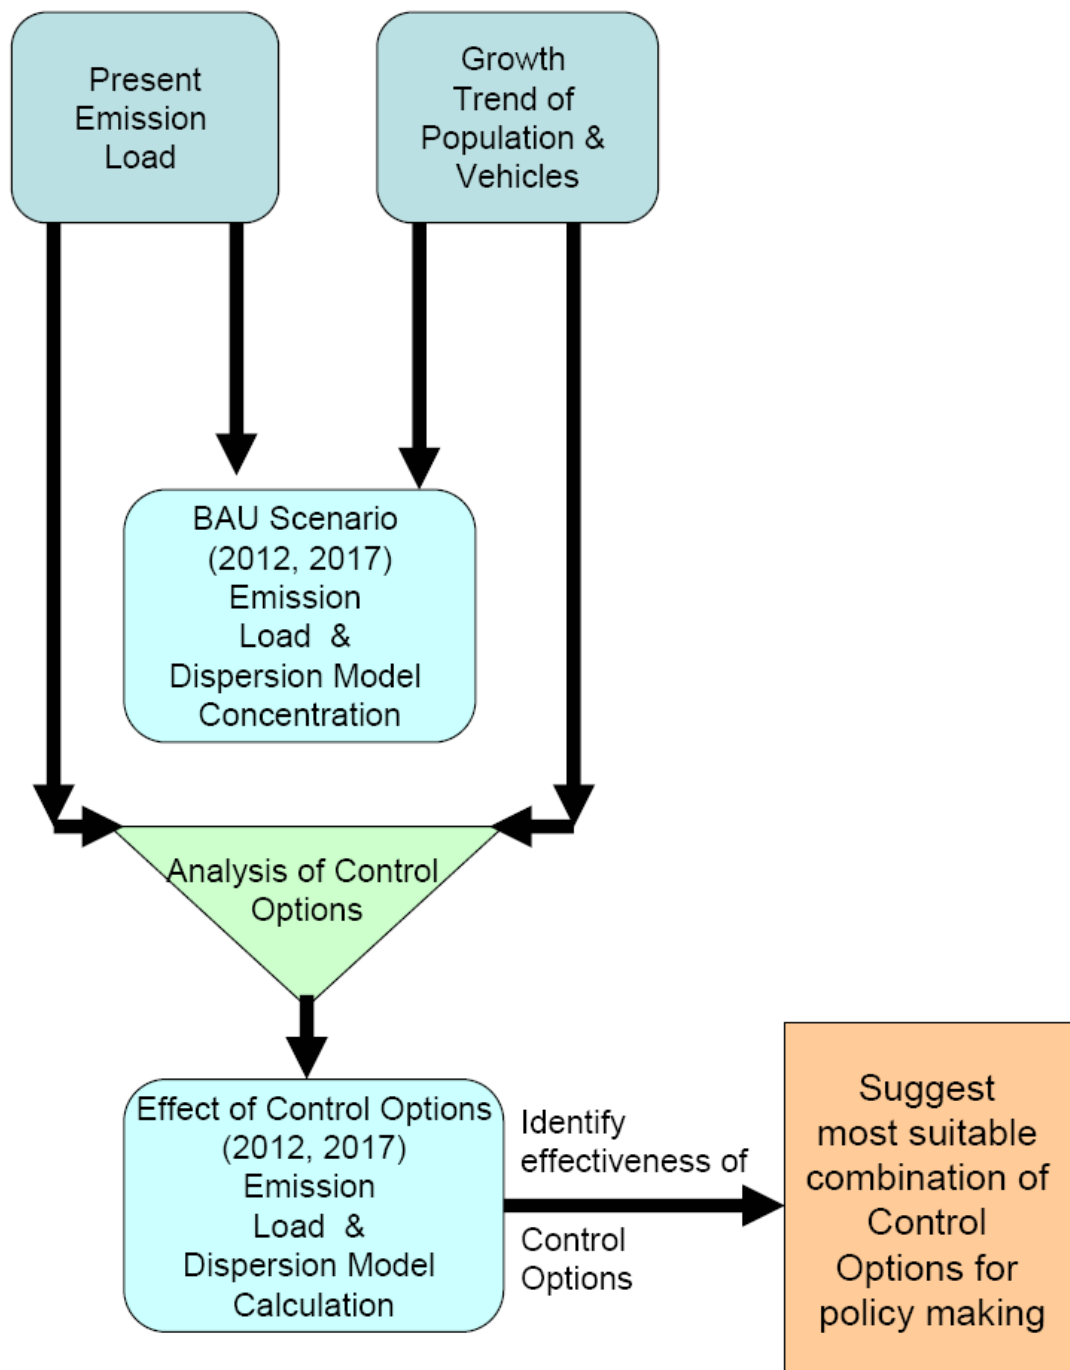 Present
Emission
Load
Growth
Trend of
Population &
Vehicles
BAU Scenario
(2012, 2017)
Emission
Load &
Dispersion Model
Concentration
Analysis of Control
Options
Effect of Control Options
(2012, 2017)
Emission
Load &
Dispersion Model
Calculation
Identify
effectiveness of
Control
Options
Suggest
most suitable
combination of
Control
Options for
policy making